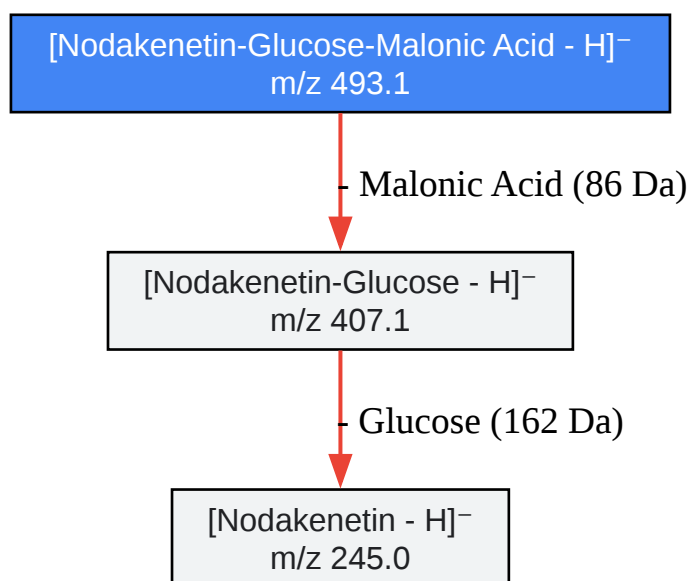 [Nodakenetin-Glucose-Malonic Acid - H]⁻
m/z 493.1
- Malonic Acid (86 Da)
[Nodakenetin-Glucose - H]⁻
m/z 407.1
- Glucose (162 Da)
[Nodakenetin - H]⁻
m/z 245.0